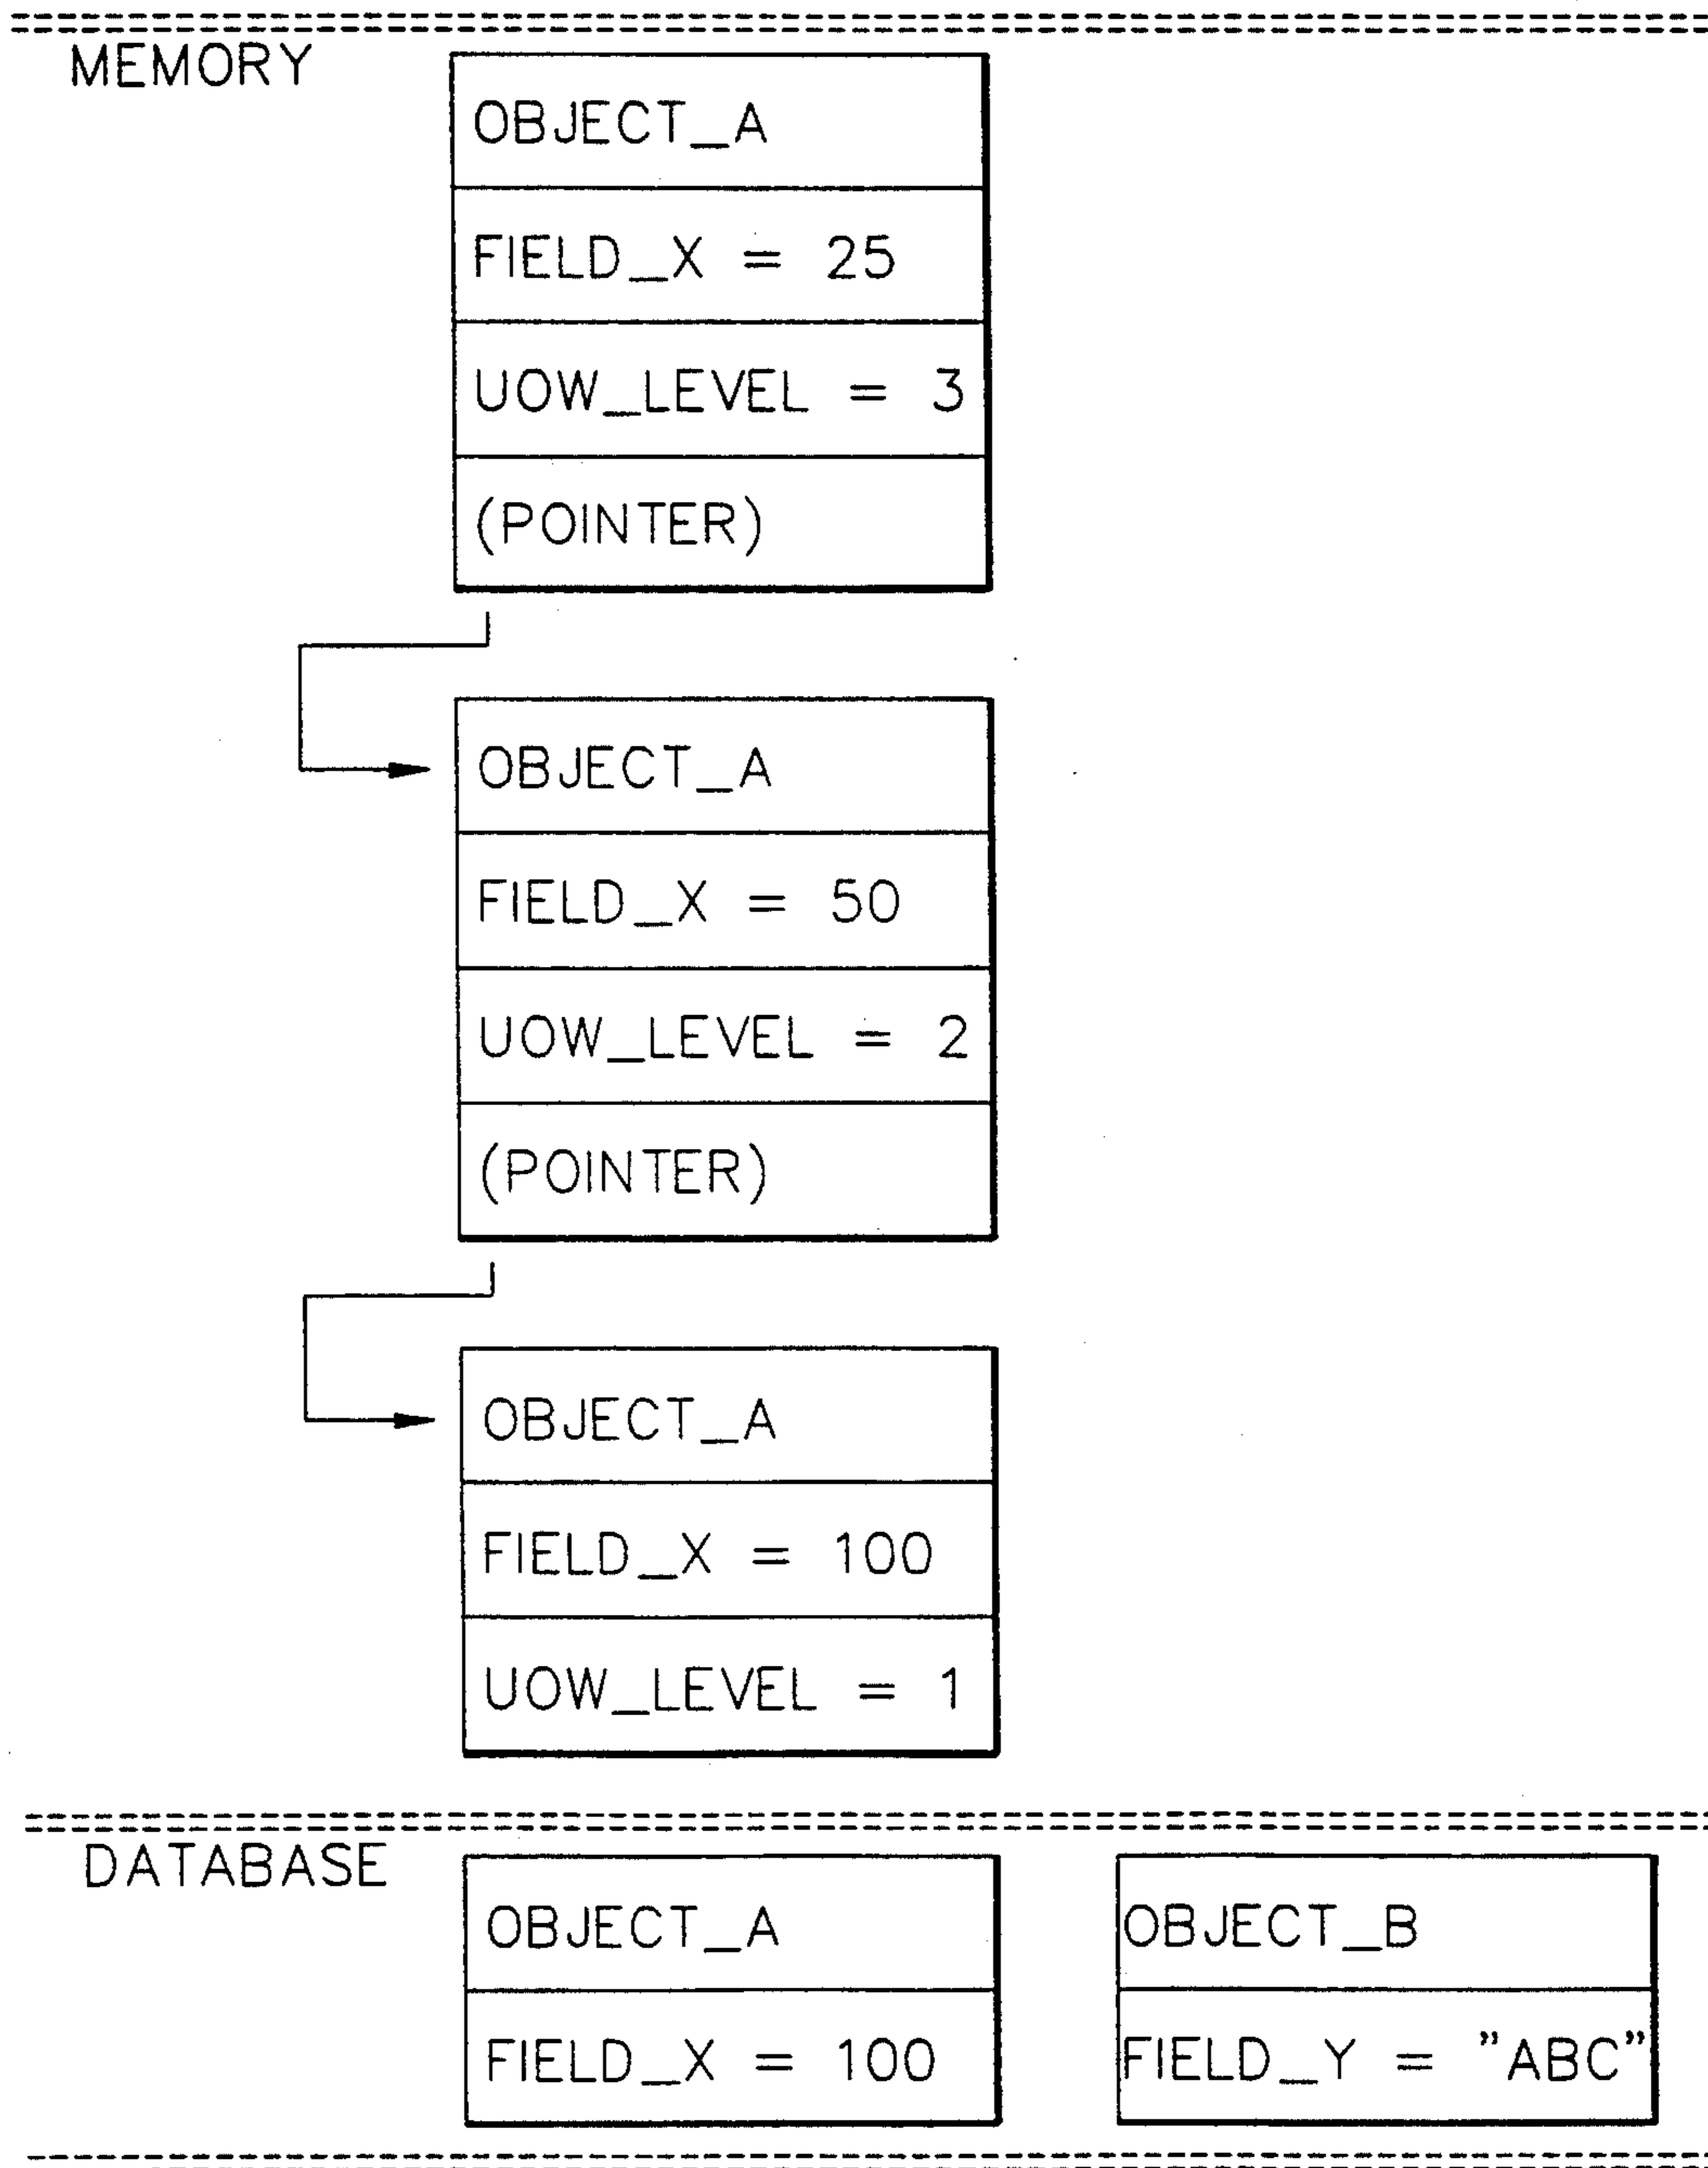 MEMORY
OBJECT_A
FIELD_X = 25
UOW_LEVEL = 3
(POINTER)
OBJECT_A
FIELD_X = 50
UOW_LEVEL = 2
(POINTER)
OBJECT_A
FIELD_X = 100
UOW_LEVEL = 1
DATABASE
OBJECT_A
FIELD_X = 100
OBJECT_B
FIELD_Y = ”ABC”